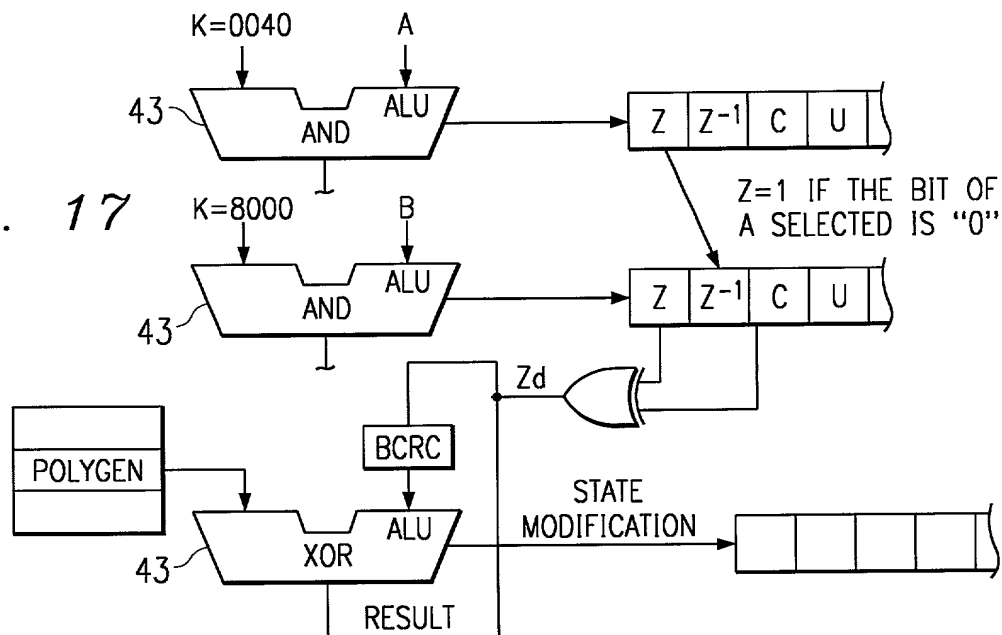 K=0040 A
43 AND ALU Z Z-1 C U
. 17
Z=1 IF THE BIT OF
A SELECTED IS “0”
K=8000 B
43 AND ALU Z Z-1 C U
Zd
BCRC
POLYGEN
43 XOR ALU
STATE
MODIFICATION
RESULT